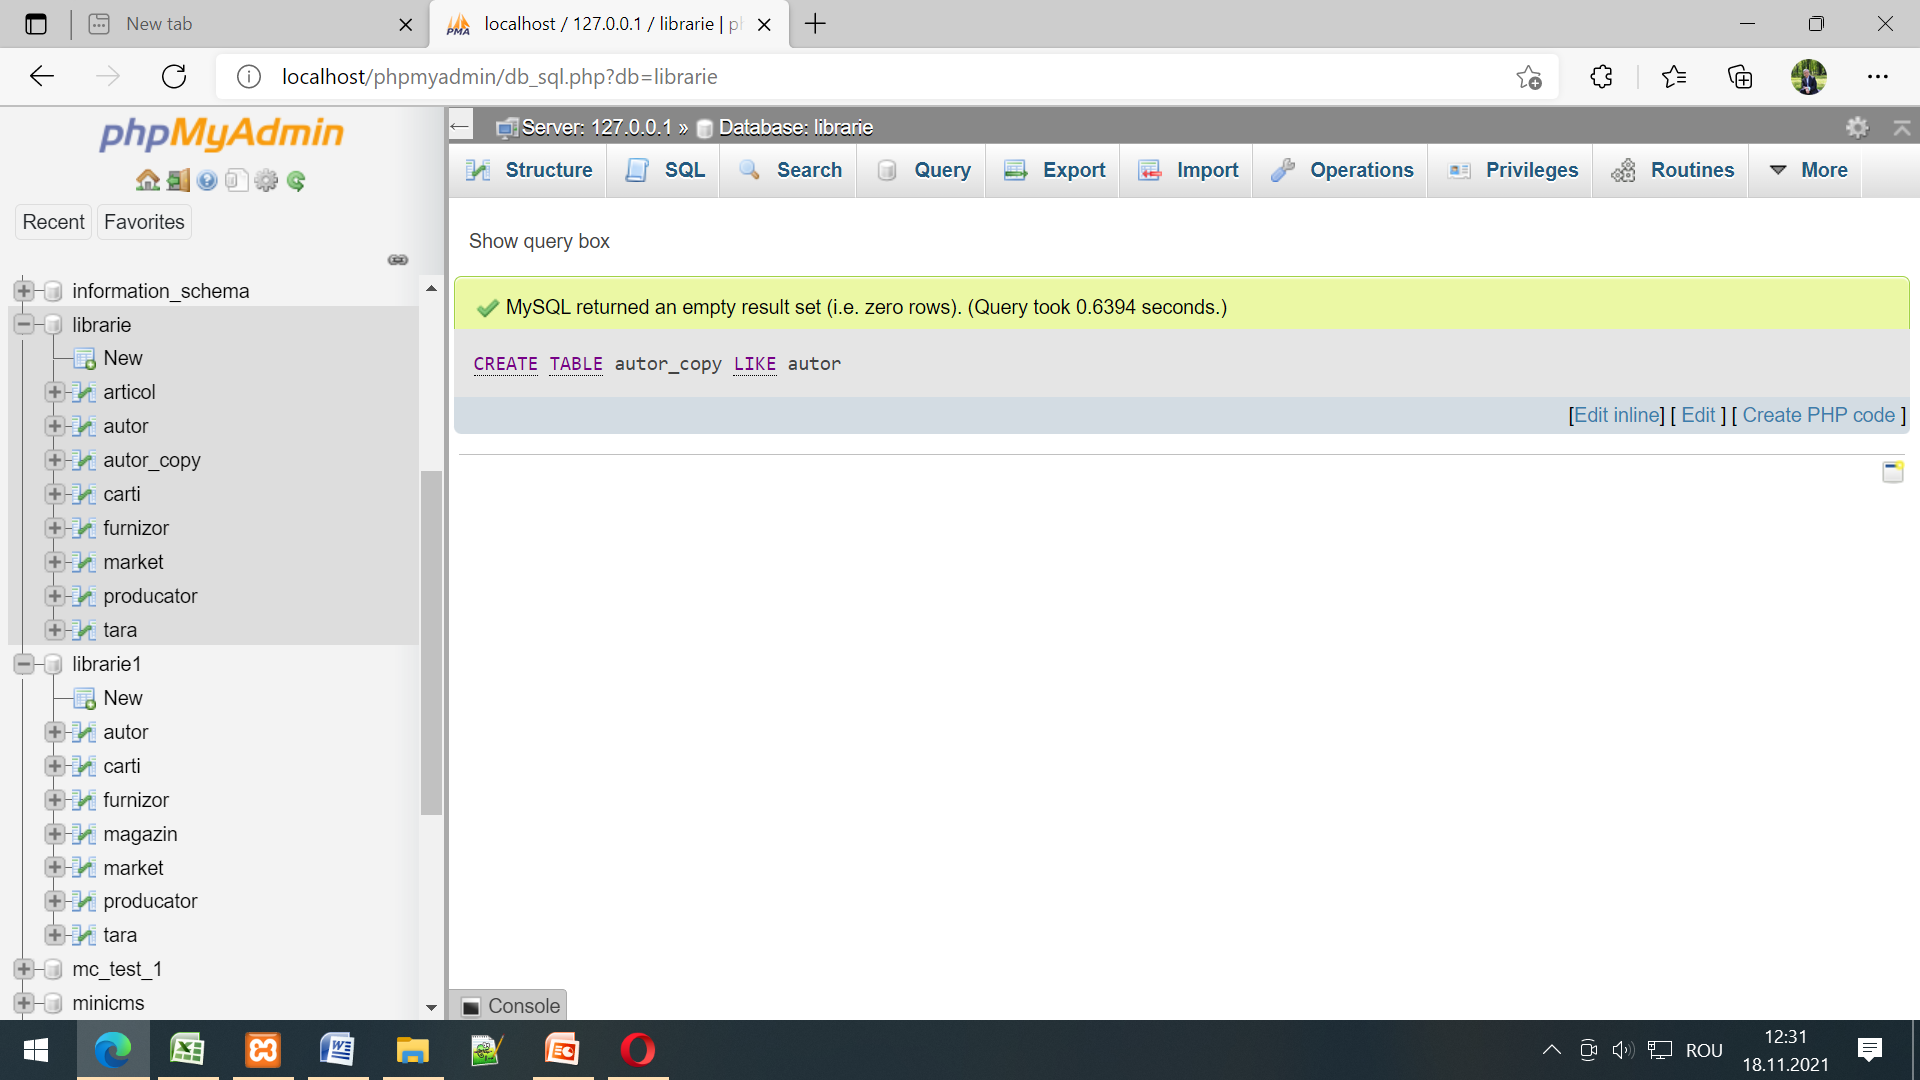 New tab
localhost / 127.0.0.1 / librarie | p
localhost/phpmyadmin/db_sql.php?db=librarie
phpMyAdmin
Recent
Favorites
information_schema
librarie
New
articol
autor
autor_copy
carti
furnizor
market
producator
tara
librarie1
New
autor
carti
furnizor
magazin
market
producator
tara
mc_test_1
minicms
Server: 127.0.0.1 » Database: librarie
Structure SQL Search Query Export Import Operations Privileges Routines More
Show query box
MySQL returned an empty result set (i.e. zero rows). (Query took 0.6394 seconds.)
CREATE TABLE autor_copy LIKE autor
[Edit inline] [ Edit ] [ Create PHP code ]
Console
ROU
12:31
18.11.2021